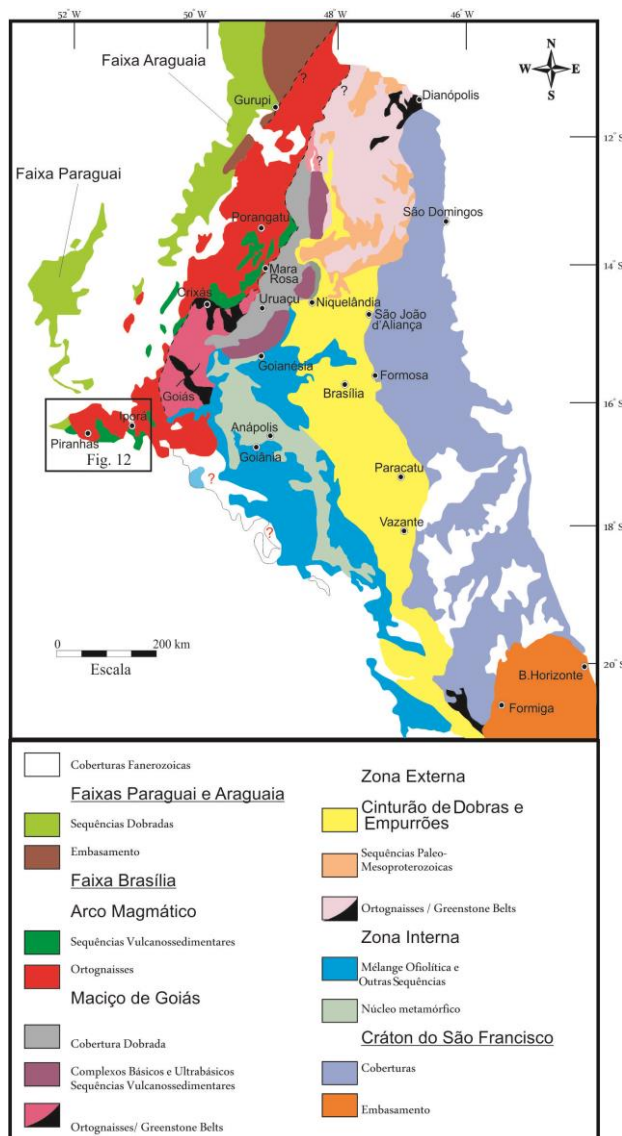 52° W
50°
48°
46°
Faixa Araguaia
N
W E
S
?
?
Gurupi
Dianópolis
12°S
Faixa Paraguai
?
Porangatu
São Domingos
14°S
Mara
Rosa
Crixás
Uruaçu
Niquelândia
São João
d'Aliança
Goianésia
Formosa
Goiás
Brasília
16°S
Iporá
Anápolis
Piranhas
Goiânia
Fig. 12
?
Paracatu
?
Vazante
18°S
0 200 km
Escala
20°S
B.Horizonte
Formiga
Coberturas Fanerozoicas
Faixas Paraguai e Araguaia
Sequências Dobradas
Embasamento
Faixa Brasília
Arco Magmático
Sequências Vulcanossedimentares
Ortognaisses
Maciço de Goiás
Cobertura Dobrada
Complexos Básicos e Ultrabásicos
Sequências Vulcanossedimentares
Ortognaisses/ Greenstone Belts
Zona Externa
Cinturão de Dobras e
Empurrões
Sequências Paleo-
Mesoproterozoicas
Ortognaisses / Greenstone Belts
Zona Interna
Mélange Ofiolítica e
Outras Sequências
Núcleo metamórfico
Cráton do São Francisco
Coberturas
Embasamento